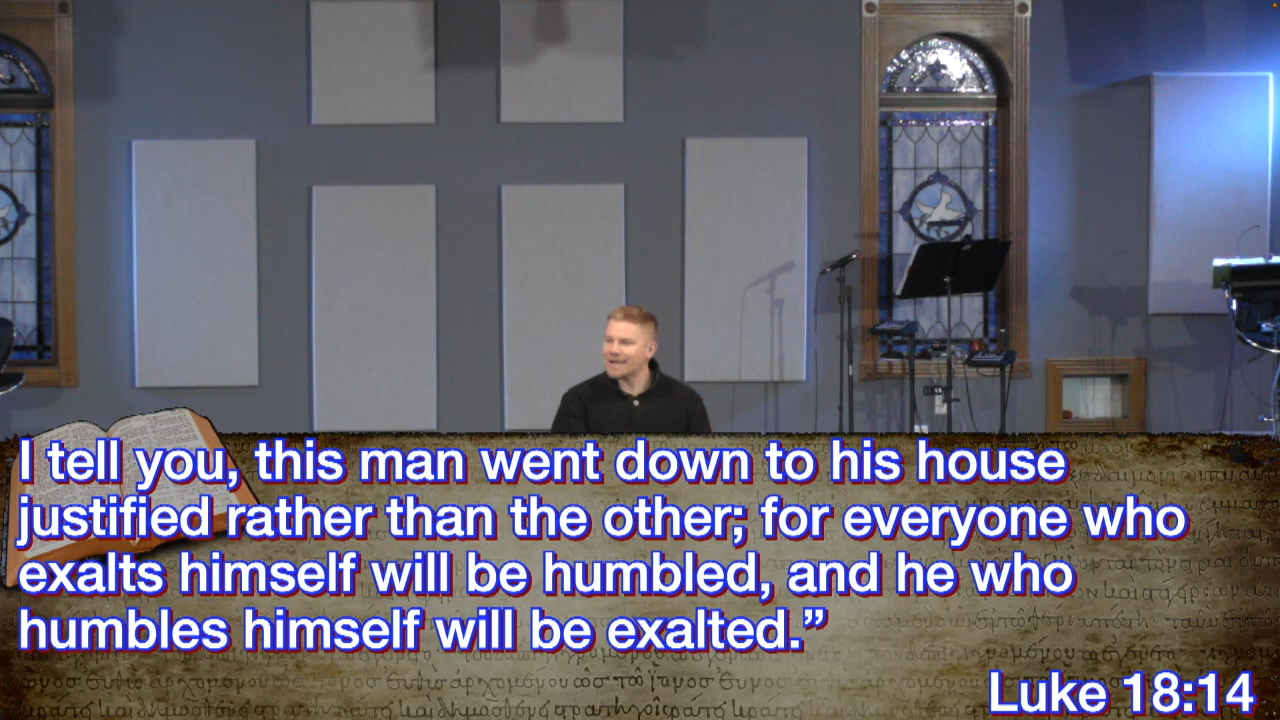 I tell you, this man went down to his house
justified rather than the other; for everyone who
exalts himself will be humbled, and he who
humbles himself will be exalted.”
Luke 18:14